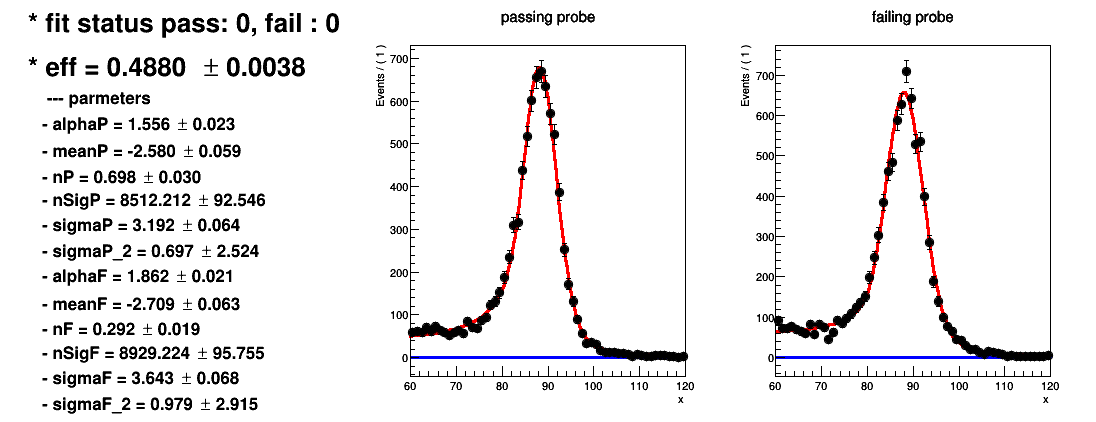 * fit status pass: 0, fail : 0
* eff = 0.4880 ± 0.0038
--- parmeters
- alphaP = 1.556 ± 0.023
- meanP = -2.580 ± 0.059
- nP = 0.698 ± 0.030
- nSigP = 8512.212 ± 92.546
- sigmaP = 3.192 ± 0.064
- sigmaP_2 = 0.697 ± 2.524
- alphaF = 1.862 ± 0.021
- meanF = -2.709 ± 0.063
- nF = 0.292 ± 0.019
- nSigF = 8929.224 ± 95.755
- sigmaF = 3.643 ± 0.068
- sigmaF_2 = 0.979 ± 2.915
passing probe
Events / ( 1 )
700
600
500
400
300
200
100
0
60 70 80 90 100 110 120
x
failing probe
Events / ( 1 )
700
600
500
400
300
200
100
0
60 70 80 90 100 110 120
x